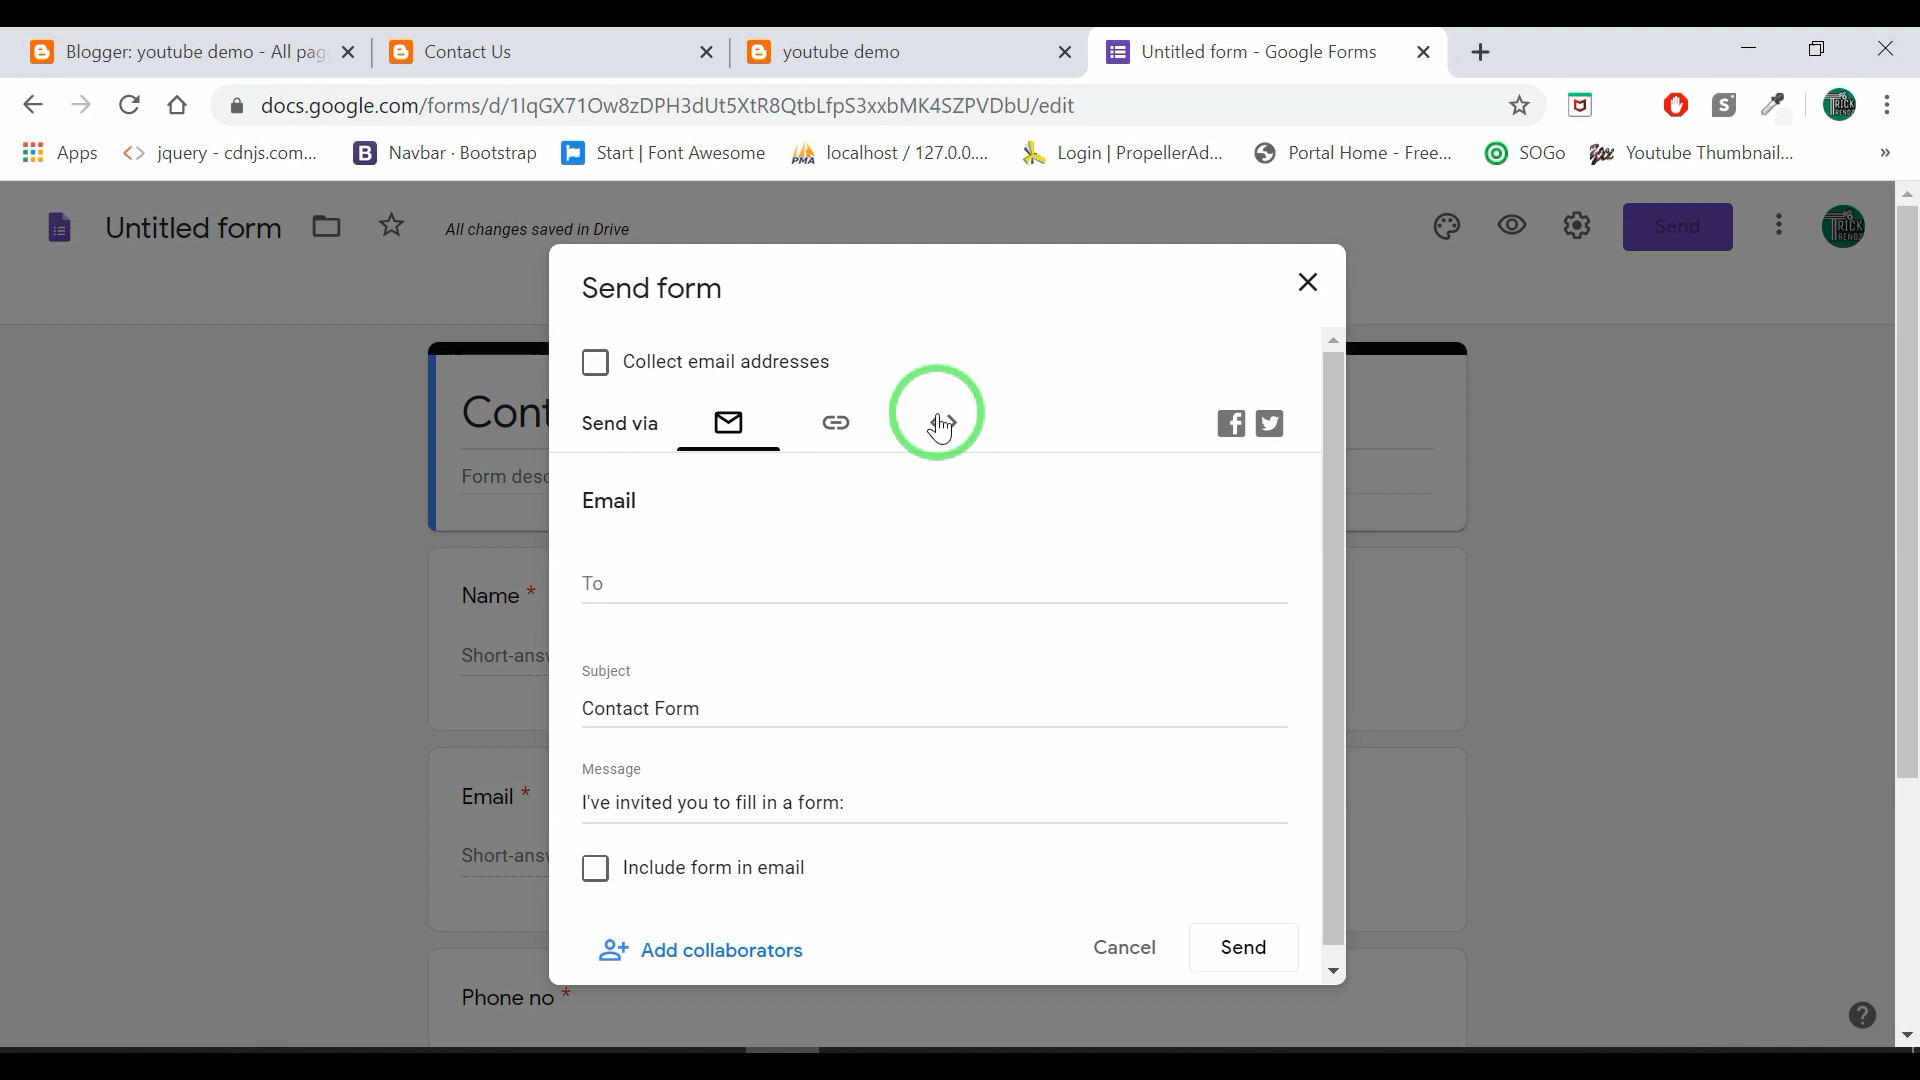 Blogger: youtube demo - All pag
Contact Us
youtube demo
Untitled form - Google Forms
docs.google.com/forms/d/1IqGX71Ow8zDPH3dUt5XtR8QtbLfpS3xxbMK4SZPVDbU/edit
Apps
jquery - cdnjs.com...
Navbar · Bootstrap
Start | Font Awesome
localhost / 127.0.0....
Login | PropellerAd...
Portal Home - Free...
SOGo
Youtube Thumbnail...
»
Untitled form
All changes saved in Drive
Send
Send form
Collect email addresses
Cont
Send via
Form desc
Email
To
Name *
Short-ansv
Subject
Contact Form
Message
I've invited you to fill in a form:
Email *
Short-ansv
Include form in email
Add collaborators
Cancel
Send
Phone no *